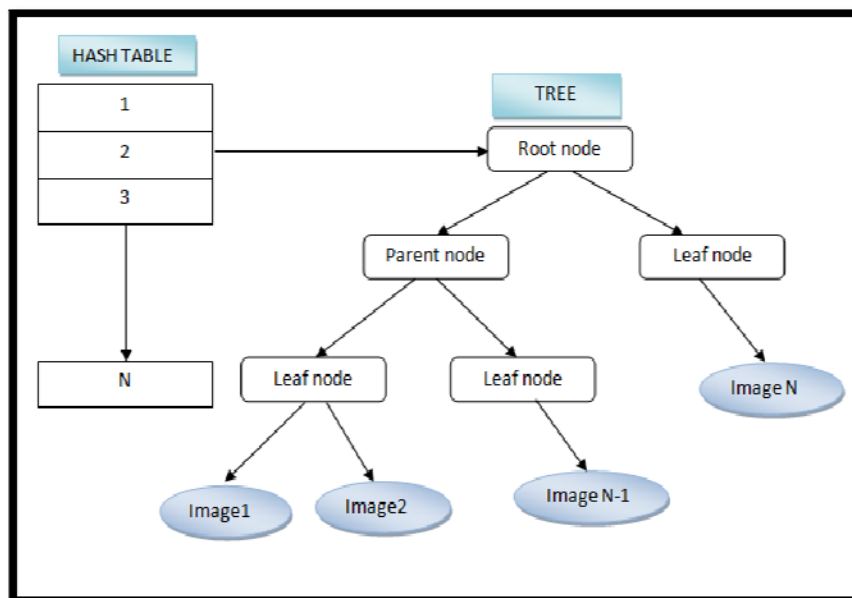 HASH TABLE
1
2
3
N
TREE
Root node
Parent node
Leaf node
Leaf node
Leaf node
Image N
Image1
Image2
Image N-1